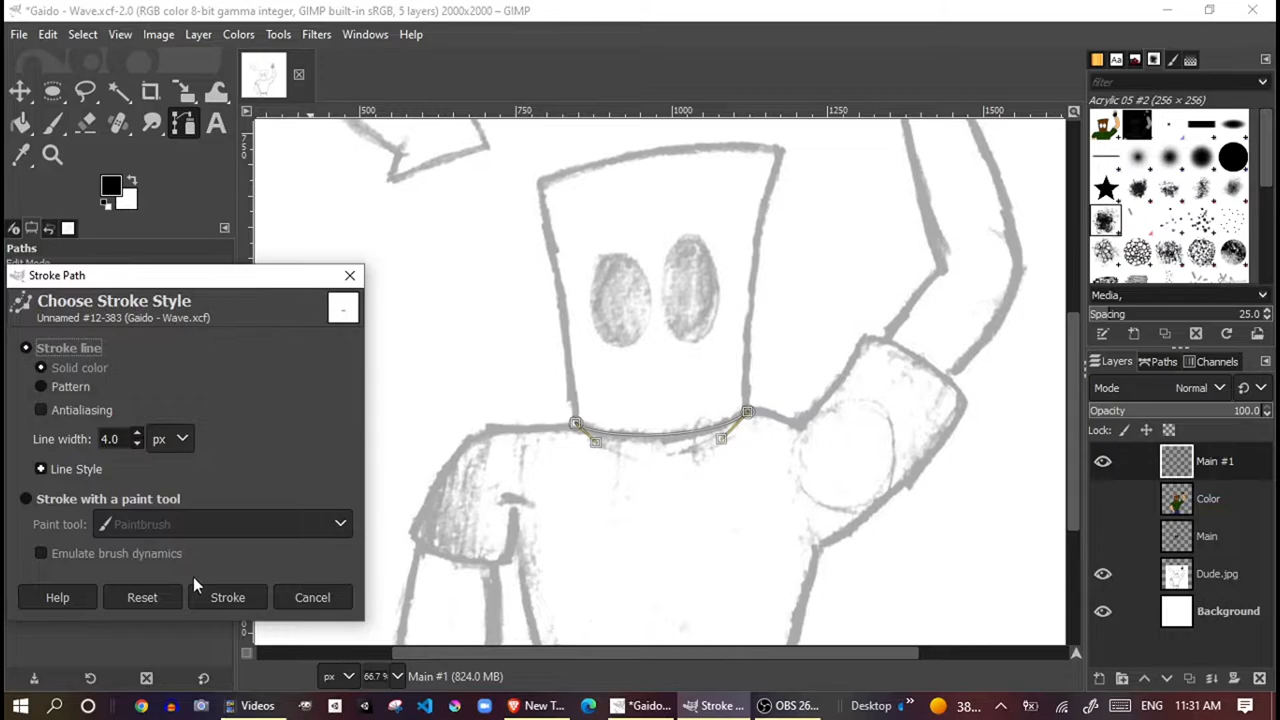 *Gaido - Wave.xcf-2.0 (RGB color 8-bit gamma integer, GIMP built-in sRGB, 5 layers) 2000x2000 – GIMP
File Edit Select View Image Layer Colors Tools Filters Windows Help
filter
Acrylic 05 #2 (256 × 256)
500 750 1000 1250 1500
Paths
Edit Mode
Stroke Path
Choose Stroke Style
Unnamed #12-383 (Gaido - Wave.xcf)
Stroke line
Solid color
Pattern
Antialiasing
Line width: 4.0 px
Line Style
Stroke with a paint tool
Paint tool: Paintbrush
Emulate brush dynamics
Help Reset Stroke Cancel
Media,
Spacing 25.0
Layers Paths Channels
Mode Normal
Opacity 100.0
Lock:
Main #1
Color
Main
Dude.jpg
Background
px 66.7 % Main #1 (824.0 MB)
Videos New T... *Gaido... Stroke ... OBS 26... Desktop 38... ENG 11:31 AM